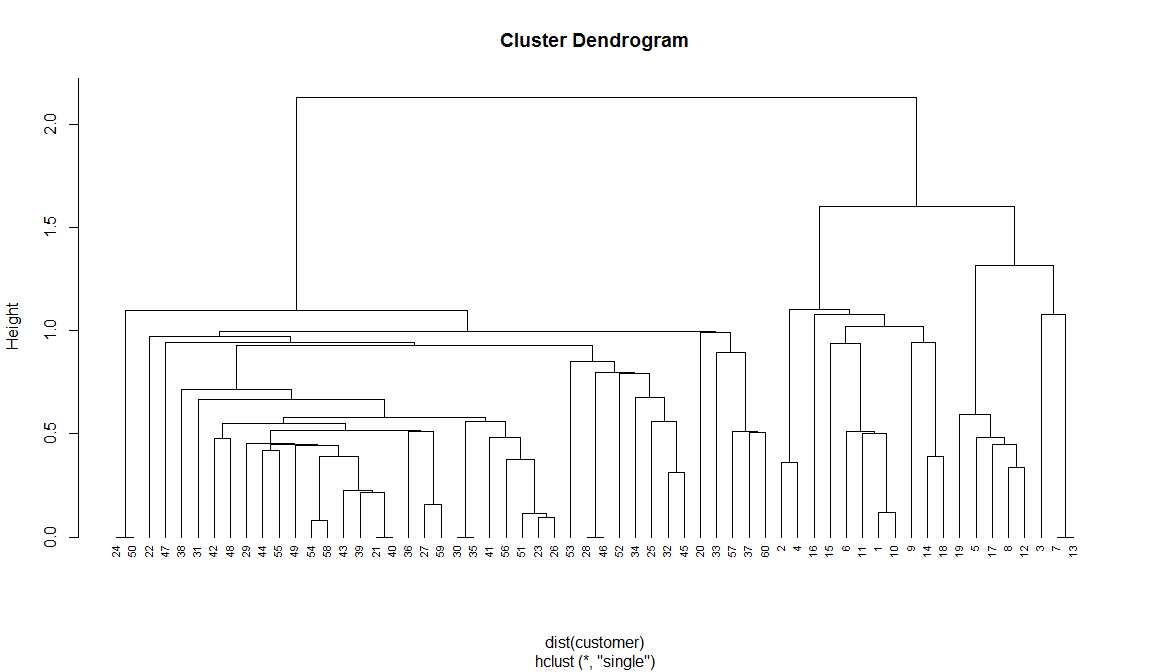 Cluster Dendrogram
Height
2.0
1.5
1.0
0.5
0.0
24 50 22 47 38 31 42 48 29 44 55 49 54 58 43 39 21 40 36 27 59 30 35 41 56 51 23 26 53 28 46 52 34 25 32 45 20 33 57 37 60 2 4 16 15 6 11 1 10 9 14 18 19 5 17 8 12 3 7 13
dist(customer)
hclust (*, "single")